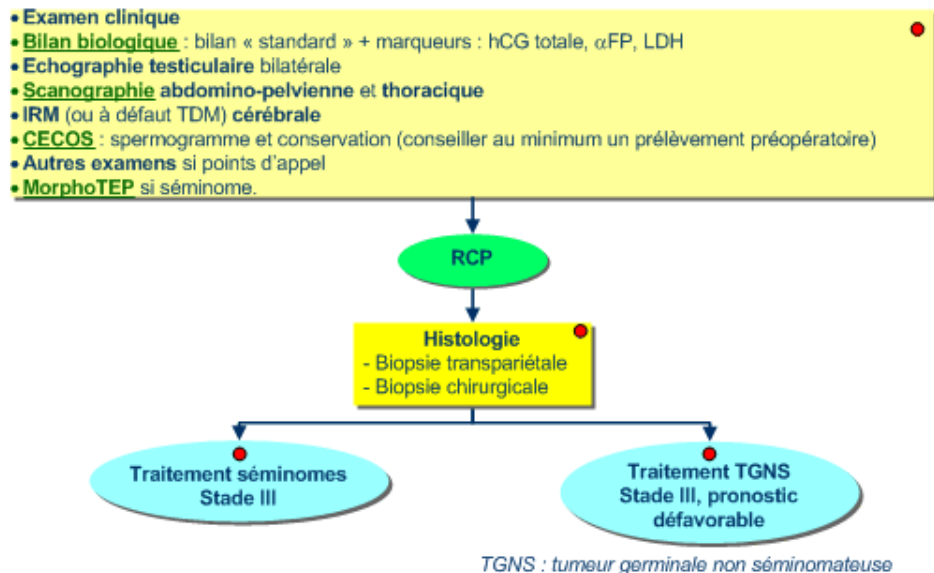 • Examen clinique
• Bilan biologique : bilan « standard » + marqueurs : hCG totale, αFP, LDH
• Echographie testiculaire bilatérale
• Scanographie abdomino-pelvienne et thoracique
• IRM (ou à défaut TDM) cérébrale
• CECOS : spermogramme et conservation (conseiller au minimum un prélèvement préopératoire)
• Autres examens si points d’appel
• MorphoTEP si séminome.
RCP
Histologie
- Biopsie transpariétale
- Biopsie chirurgicale
Traitement séminomes
Stade III
Traitement TGNS
Stade III, pronostic
défavorable
TGNS : tumeur germinale non séminomateuse